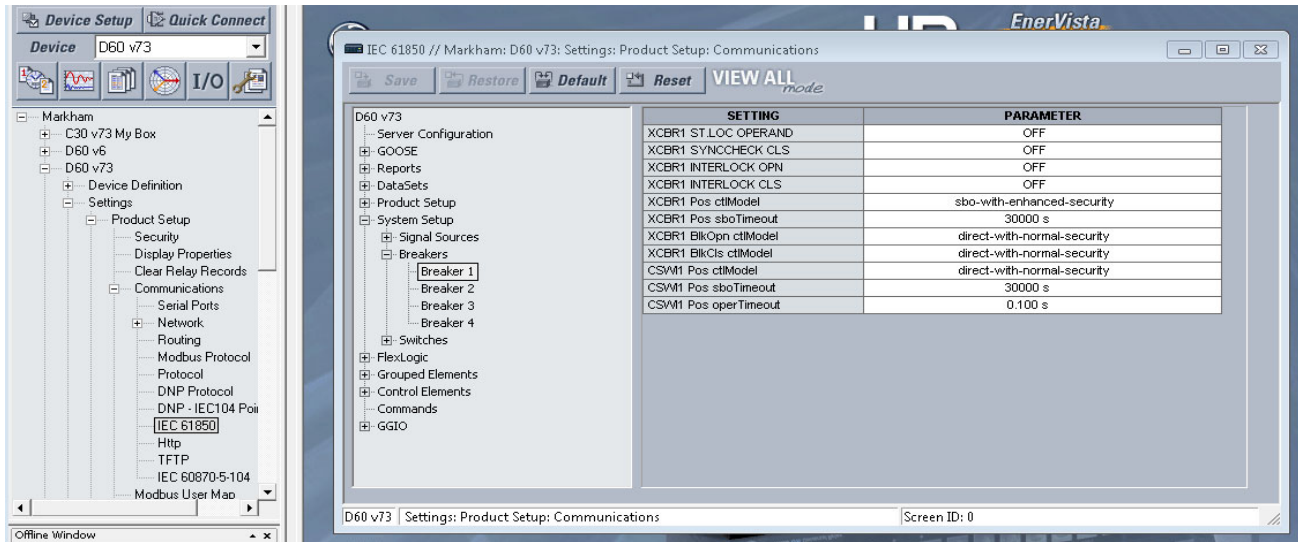 Device Setup Quick Connect
Device D60 v73
I/O
Markham
C30 v73 My Box
D60 v6
D60 v73
Device Definition
Settings
Product Setup
Security
Display Properties
Clear Relay Records
Communications
Serial Ports
Network
Routing
Modbus Protocol
Protocol
DNP Protocol
DNP - IEC104 Poi
IEC 61850
Http
TFTP
IEC 60870-5-104
Modbus User Map
Offline Window
EnerVista
IEC 61850 // Markham: D60 v73: Settings: Product Setup: Communications
Save Restore Default Reset VIEW ALL mode
D60 v73
Server Configuration
GOOSE
Reports
DataSets
Product Setup
System Setup
Signal Sources
Breakers
Breaker 1
Breaker 2
Breaker 3
Breaker 4
Switches
FlexLogic
Grouped Elements
Control Elements
Commands
GGIO
SETTING PARAMETER
XCBR1 ST.LOC OPERAND OFF
XCBR1 SYNCCHECK CLS OFF
XCBR1 INTERLOCK OPN OFF
XCBR1 INTERLOCK CLS OFF
XCBR1 Pos ctlModel sbo-with-enhanced-security
XCBR1 Pos sboTimeout 30000 s
XCBR1 BlkOpn ctlModel direct-with-normal-security
XCBR1 BlkCls ctlModel direct-with-normal-security
CSWI1 Pos ctlModel direct-with-normal-security
CSWI1 Pos sboTimeout 30000 s
CSWI1 Pos operTimeout 0.100 s
D60 v73 Settings: Product Setup: Communications Screen ID: 0